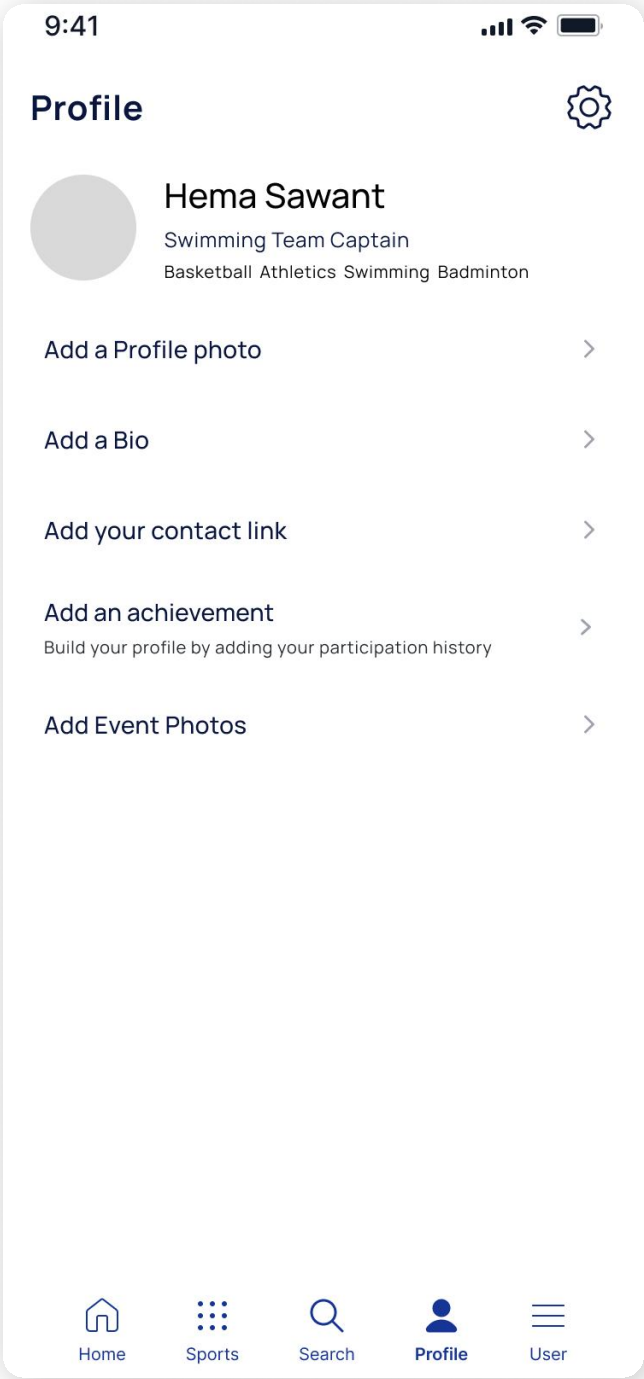 9:41
Profile
Hema Sawant
Swimming Team Captain
Basketball Athletics Swimming Badminton
Add a Profile photo
Add a Bio
Add your contact link
Add an achievement
Build your profile by adding your participation history
Add Event Photos
Home Sports Search Profile User